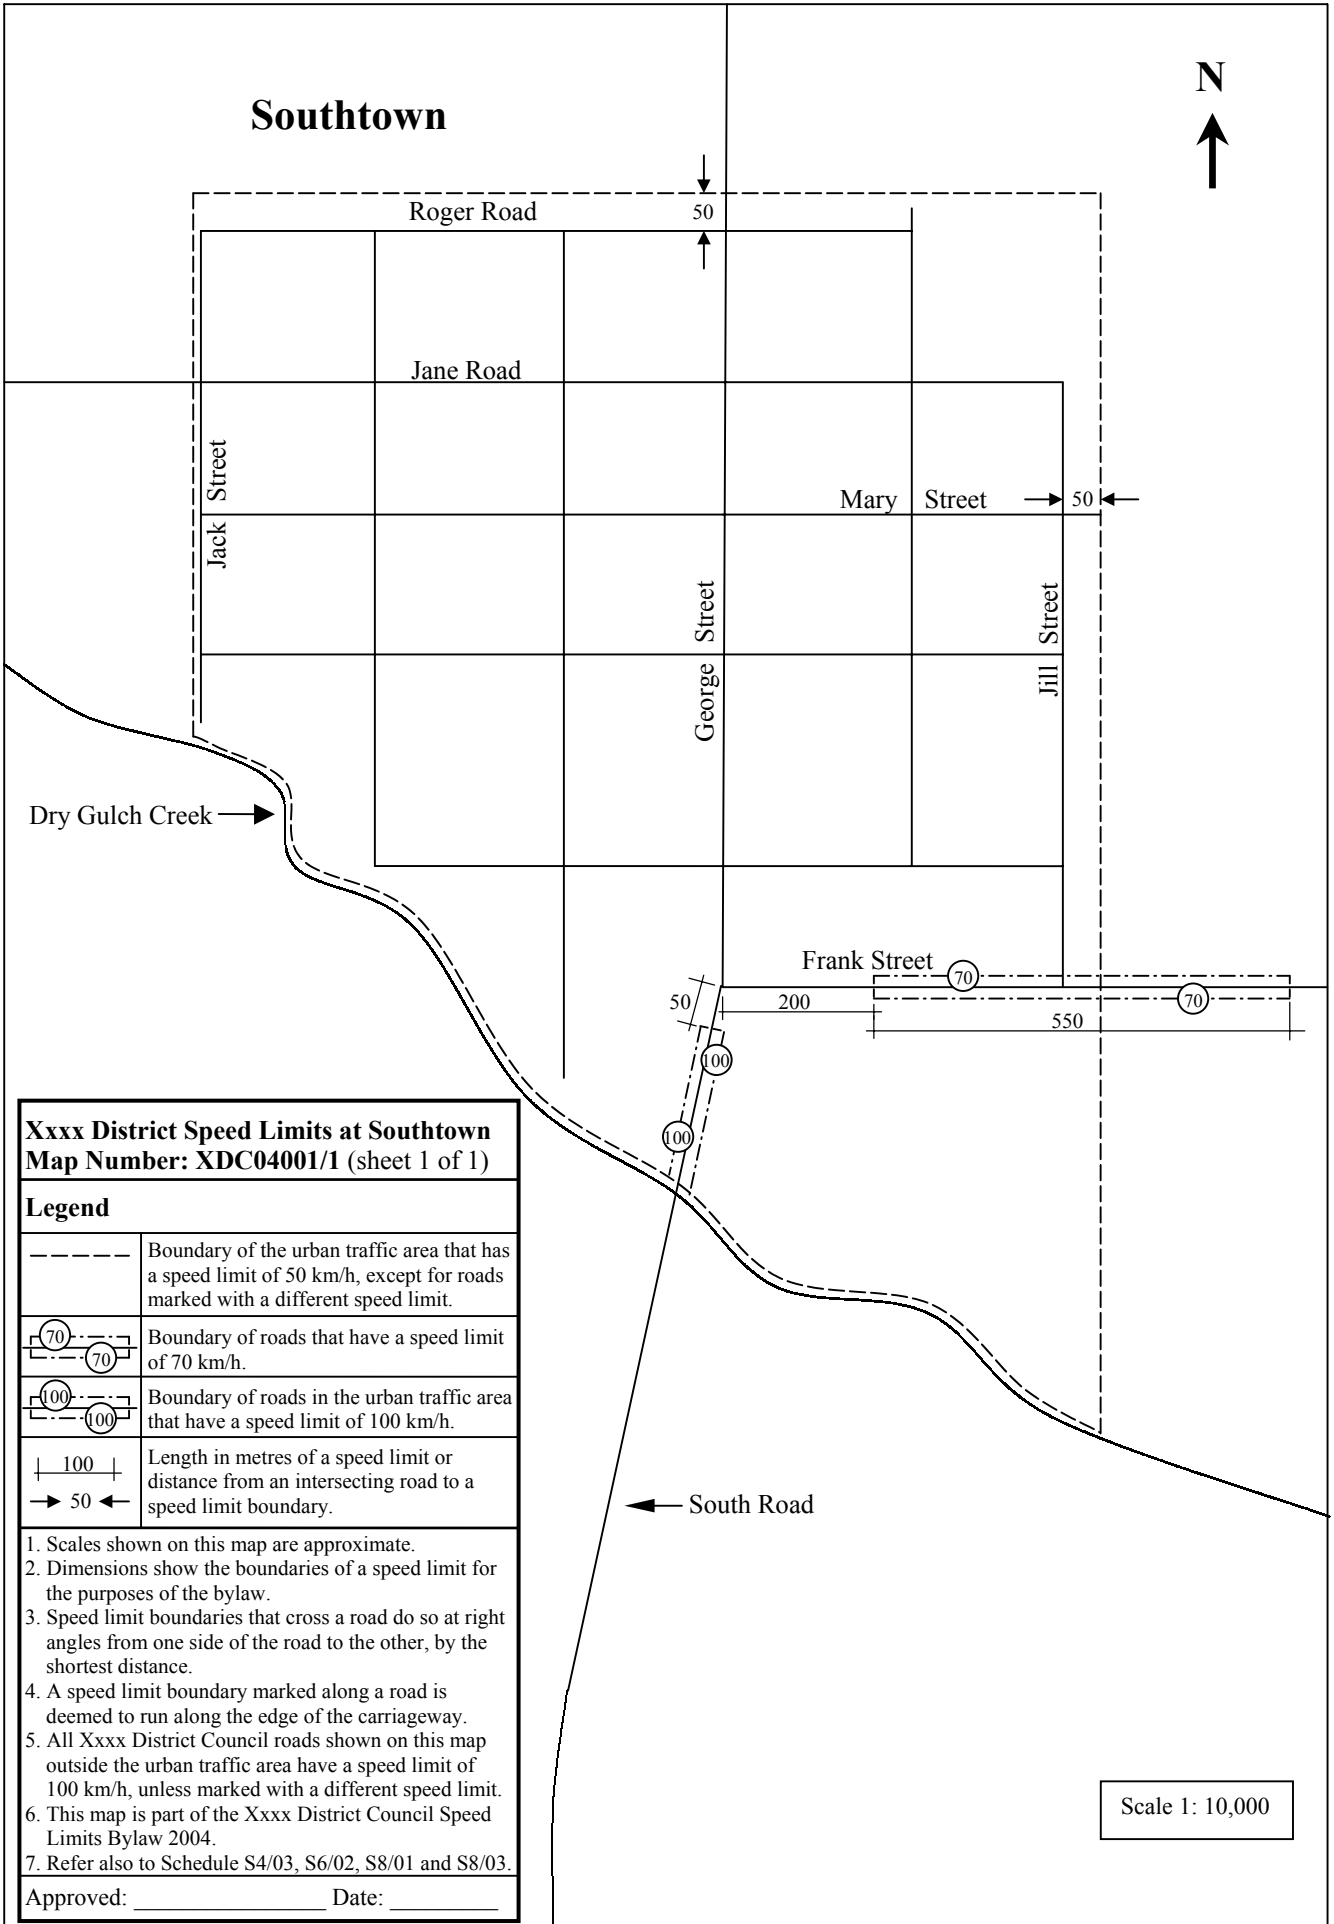 Southtown
N
50
Roger Road
Jane Road
Jack Street
Mary Street
50
George Street
Jill Street
Dry Gulch Creek
Frank Street
70
70
50
200
550
100
100
South Road
Xxxx District Speed Limits at Southtown
Map Number: XDC04001/1 (sheet 1 of 1)
Legend
Boundary of the urban traffic area that has
a speed limit of 50 km/h, except for roads
marked with a different speed limit.
70
70
Boundary of roads that have a speed limit
of 70 km/h.
100
100
Boundary of roads in the urban traffic area
that have a speed limit of 100 km/h.
100
50
Length in metres of a speed limit or
distance from an intersecting road to a
speed limit boundary.
1. Scales shown on this map are approximate.
2. Dimensions show the boundaries of a speed limit for
the purposes of the bylaw.
3. Speed limit boundaries that cross a road do so at right
angles from one side of the road to the other, by the
shortest distance.
4. A speed limit boundary marked along a road is
deemed to run along the edge of the carriageway.
5. All Xxxx District Council roads shown on this map
outside the urban traffic area have a speed limit of
100 km/h, unless marked with a different speed limit.
6. This map is part of the Xxxx District Council Speed
Limits Bylaw 2004.
7. Refer also to Schedule S4/03, S6/02, S8/01 and S8/03.
Approved: ________________ Date: _________
Scale 1: 10,000